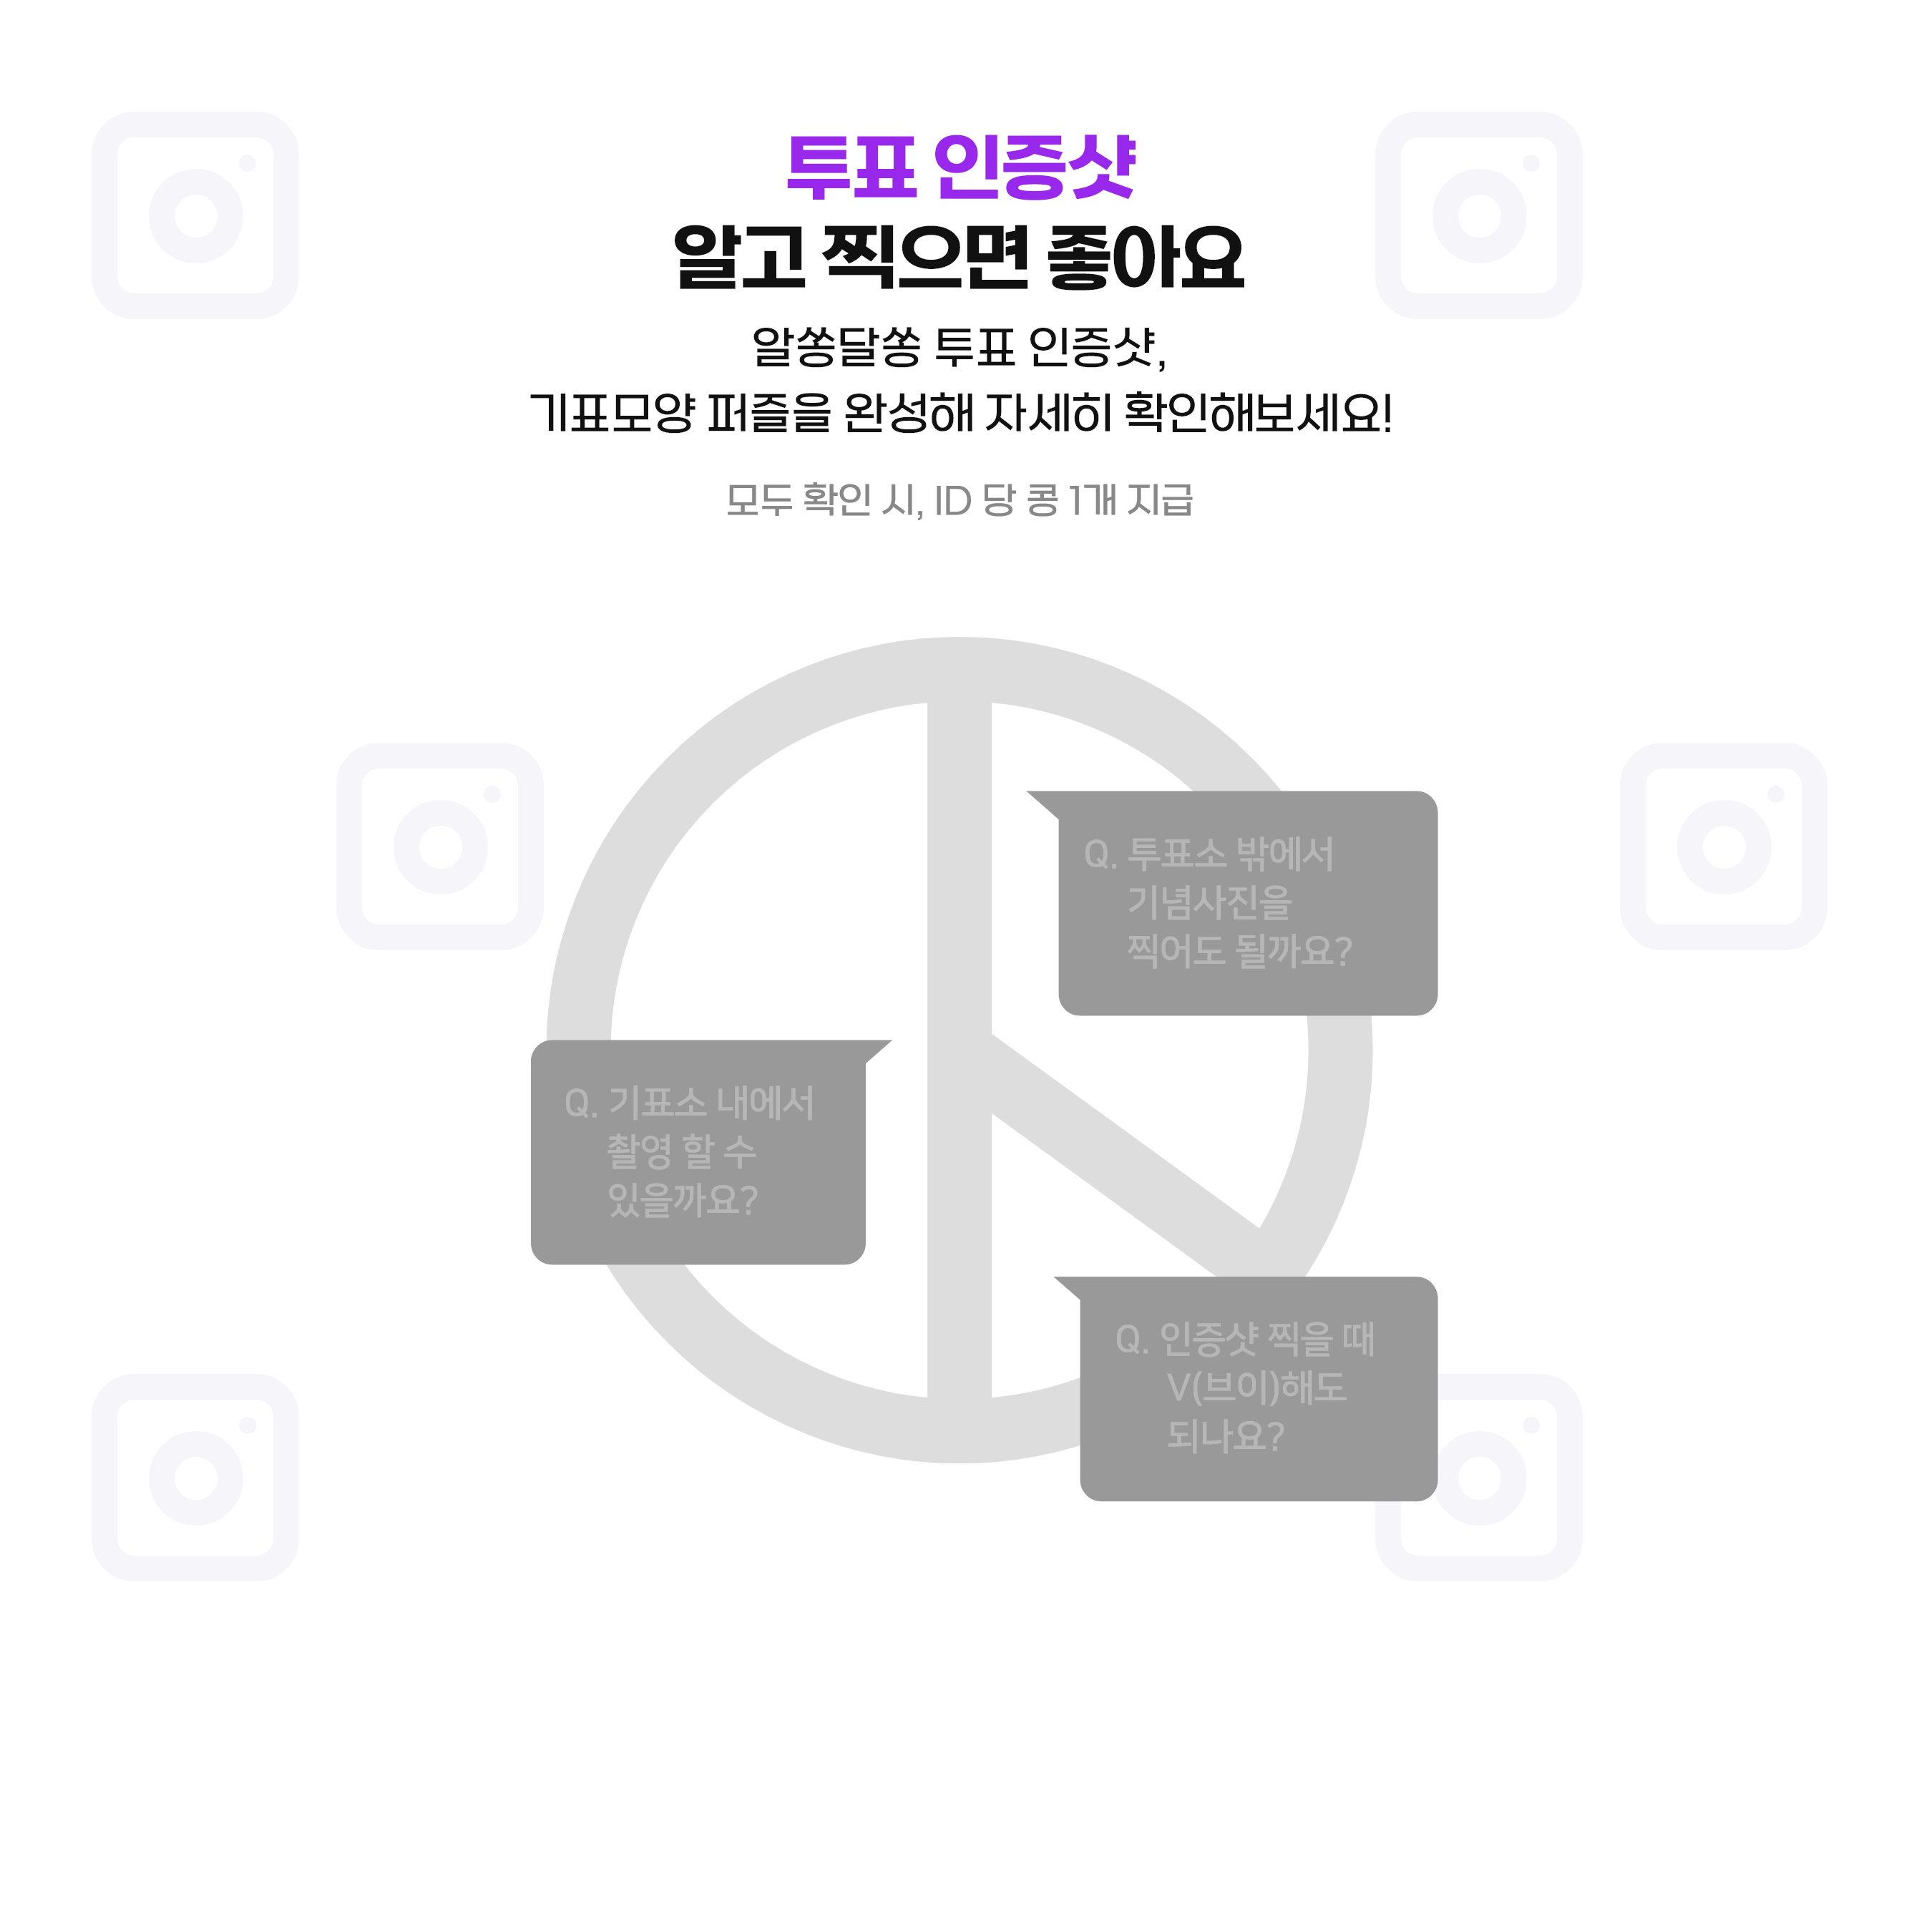 투표 인증샷
알고 찍으면 좋아요
알쏭달쏭 투표 인증샷,
기표모양 퍼즐을 완성해 자세히 확인해보세요!
모두 확인 시, ID 당 총 1개 지급
Q. 투표소 밖에서
기념사진을
찍어도 될까요?
Q. 기표소 내에서
촬영 할 수
있을까요?
Q. 인증샷 찍을 때
V(브이)해도
되나요?